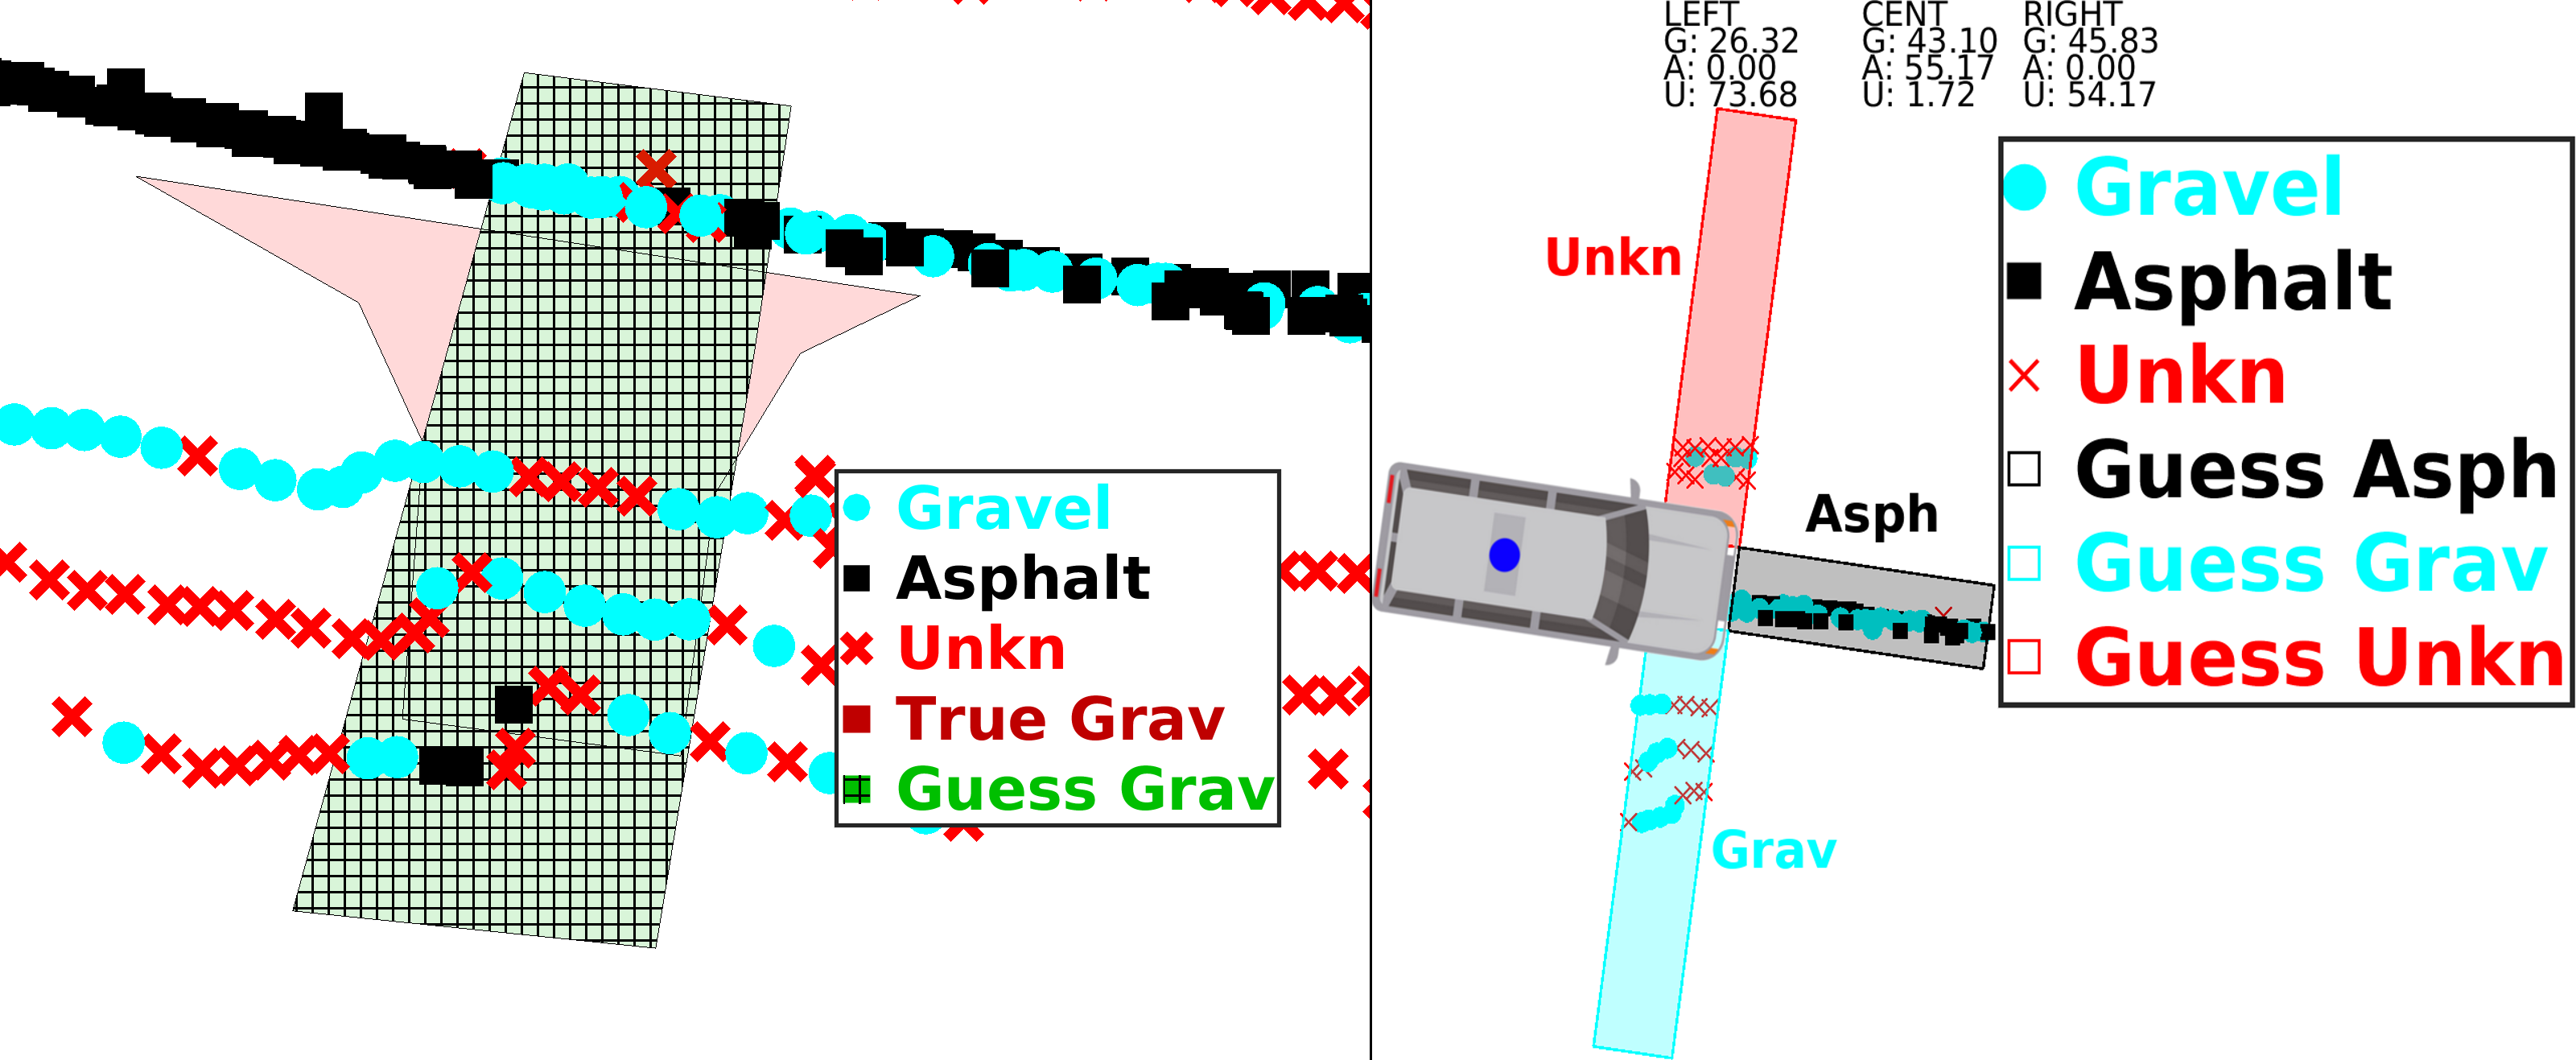 Gravel
Asphalt
Unkn
True Grav
Guess Grav
LEFT CENT RIGHT
G: 26.32 G: 43.10 G: 45.83
A: 0.00 A: 55.17 A: 0.00
U: 73.68 U: 1.72 U: 54.17
Unkn
Asph
Grav
Gravel
Asphalt
Unkn
Guess Asph
Guess Grav
Guess Unkn